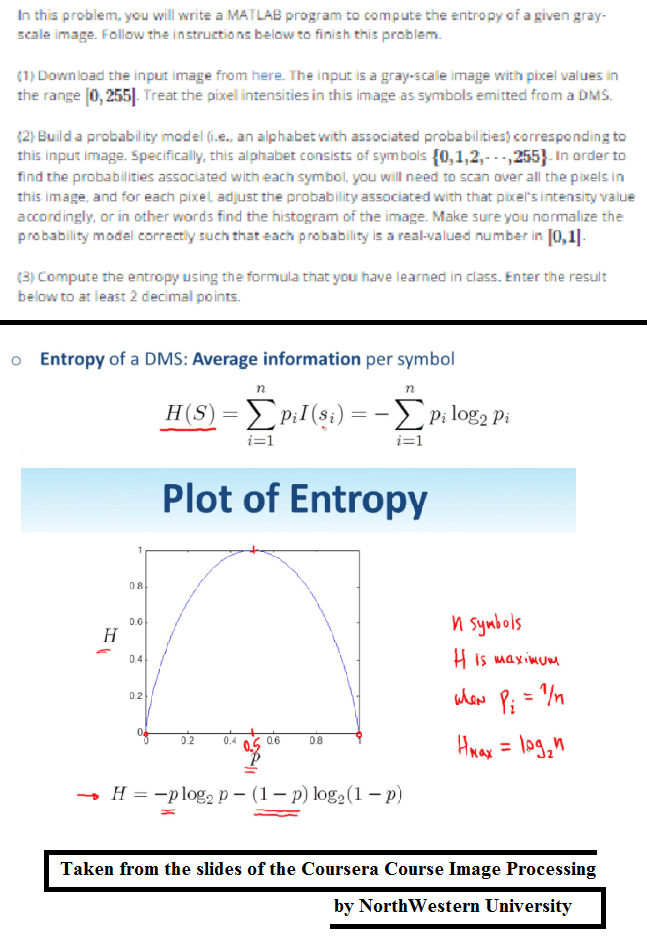 In this problem, you will write a MATLAB program to compute the entropy of a given gray-
scale image. Follow the instructions below to finish this problem.
(1) Download the input image from here. The input is a gray-scale image with pixel values in
the range [0, 255]. Treat the pixel intensities in this image as symbols emitted from a DMS.
(2) Build a probability model (i.e., an alphabet with associated probabilities) corresponding to
this input image. Specifically, this alphabet consists of symbols {0,1,2,···,255}. In order to
find the probabilities associated with each symbol, you will need to scan over all the pixels in
this image, and for each pixel, adjust the probability associated with that pixel's intensity value
accordingly, or in other words find the histogram of the image. Make sure you normalize the
probability model correctly such that each probability is a real-valued number in [0,1].
(3) Compute the entropy using the formula that you have learned in class. Enter the result
below to at least 2 decimal points.
Entropy of a DMS: Average information per symbol
H(S) = ∑_{i=1}^{n} p_i I(s_i) = − ∑_{i=1}^{n} p_i log₂ p_i
Plot of Entropy
1
0.8
0.6
H
0.4
0.2
0
0 0.2 0.4 0.5 0.6 0.8 1
p
n symbols
H is maximum
when P_i = 1/n
H_max = log₂n
→ H = −p log₂ p − (1 − p) log₂(1 − p)
Taken from the slides of the Coursera Course Image Processing
by NorthWestern University